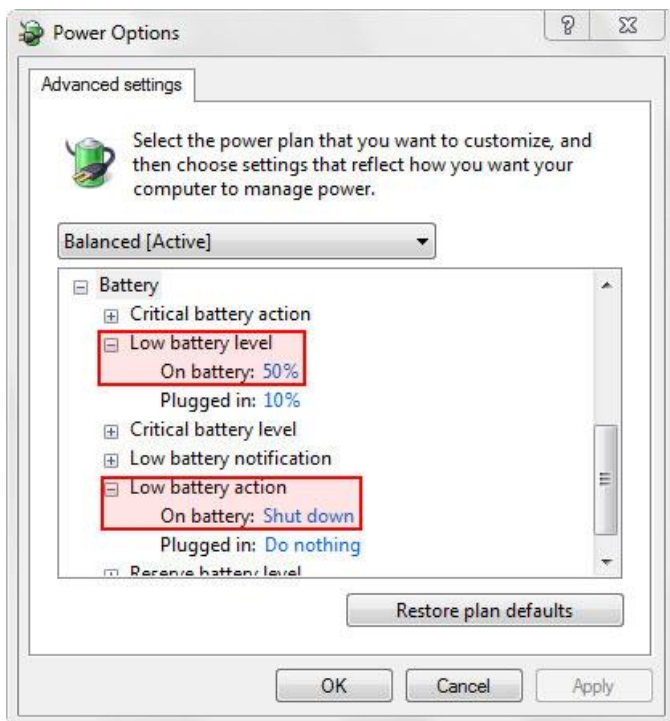 Power Options
Advanced settings
Select the power plan that you want to customize, and
then choose settings that reflect how you want your
computer to manage power.
Balanced [Active]
Battery
Critical battery action
Low battery level
On battery: 50%
Plugged in: 10%
Critical battery level
Low battery notification
Low battery action
On battery: Shut down
Plugged in: Do nothing
Reserve battery level
Restore plan defaults
OK Cancel Apply